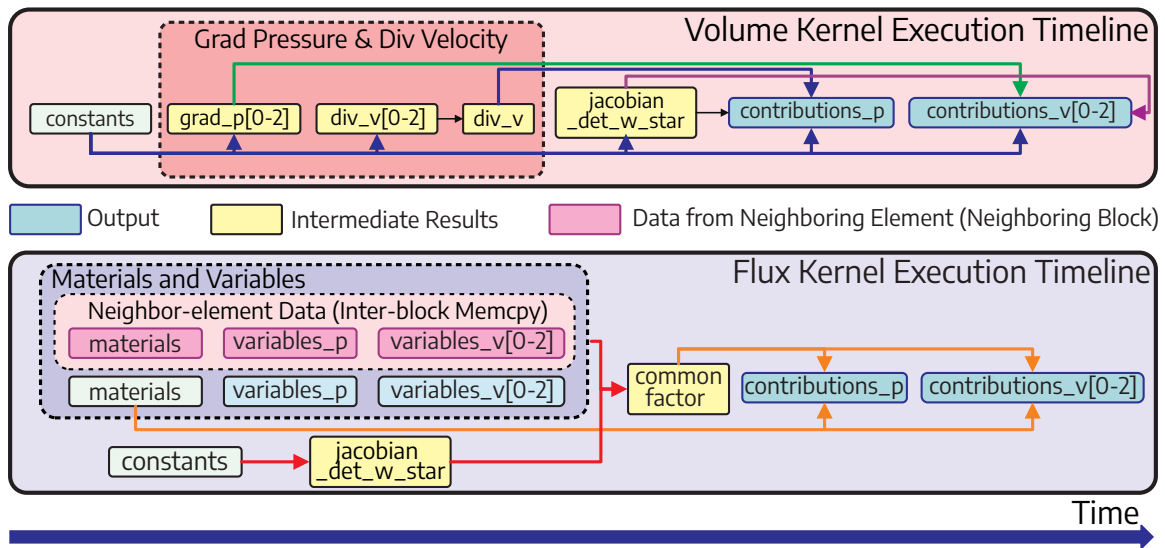 Volume Kernel Execution Timeline
Grad Pressure & Div Velocity
constants
grad_p[0-2]
div_v[0-2]
div_v
jacobian
_det_w_star
contributions_p
contributions_v[0-2]
Output
Intermediate Results
Data from Neighboring Element (Neighboring Block)
Flux Kernel Execution Timeline
Materials and Variables
Neighbor-element Data (Inter-block Memcpy)
materials
variables_p
variables_v[0-2]
materials
variables_p
variables_v[0-2]
common
factor
contributions_p
contributions_v[0-2]
constants
jacobian
_det_w_star
Time